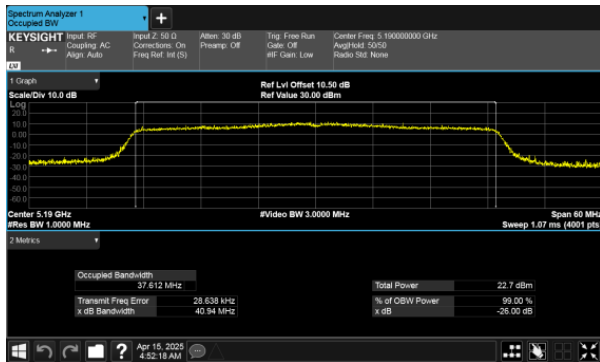 Spectrum Analyzer 1
Occupied BW
+
KEYSIGHT
R
Input: RF
Coupling: AC
Align: Auto
Input Z: 50 Ω
Corrections: On
Freq Ref: Int (S)
Atten: 30 dB
Preamp: Off
Trig: Free Run
Gate: Off
#IF Gain: Low
Center Freq: 5.190000000 GHz
Avg|Hold: 50/50
Radio Std: None
1 Graph
Scale/Div 10.0 dB
Ref Lvl Offset 10.50 dB
Ref Value 30.00 dBm
Log
20.0
10.0
0.00
-10.0
-20.0
-30.0
-40.0
-50.0
-60.0
Center 5.19 GHz
#Video BW 3.0000 MHz
Span 60 MHz
#Res BW 1.0000 MHz
Sweep 1.07 ms (4001 pts)
2 Metrics
Occupied Bandwidth
37.612 MHz
Total Power 22.7 dBm
Transmit Freq Error 28.638 kHz
% of OBW Power 99.00 %
x dB Bandwidth 40.94 MHz
x dB -26.00 dB
?
Apr 15, 2025
4:52:18 AM